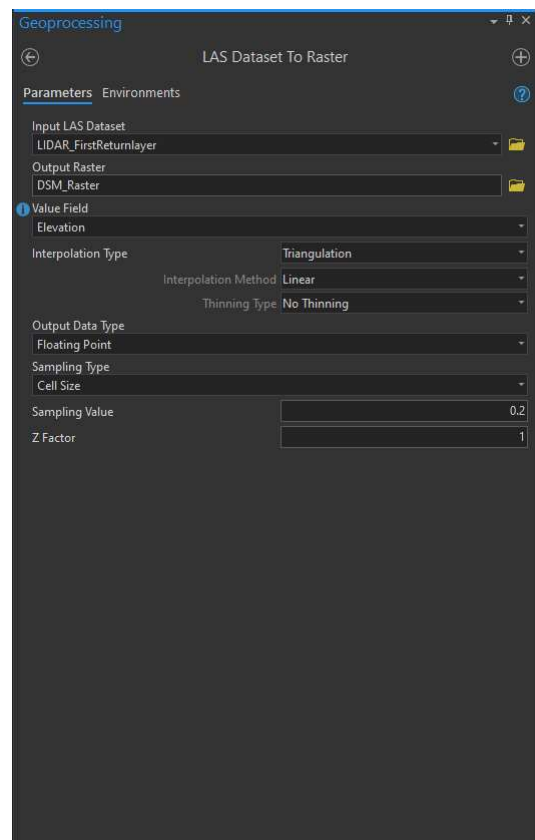 Geoprocessing
LAS Dataset To Raster
Parameters Environments
Input LAS Dataset
LIDAR_FirstReturnlayer
Output Raster
DSM_Raster
Value Field
Elevation
Interpolation Type Triangulation
Interpolation Method Linear
Thinning Type No Thinning
Output Data Type
Floating Point
Sampling Type
Cell Size
Sampling Value 0.2
Z Factor 1